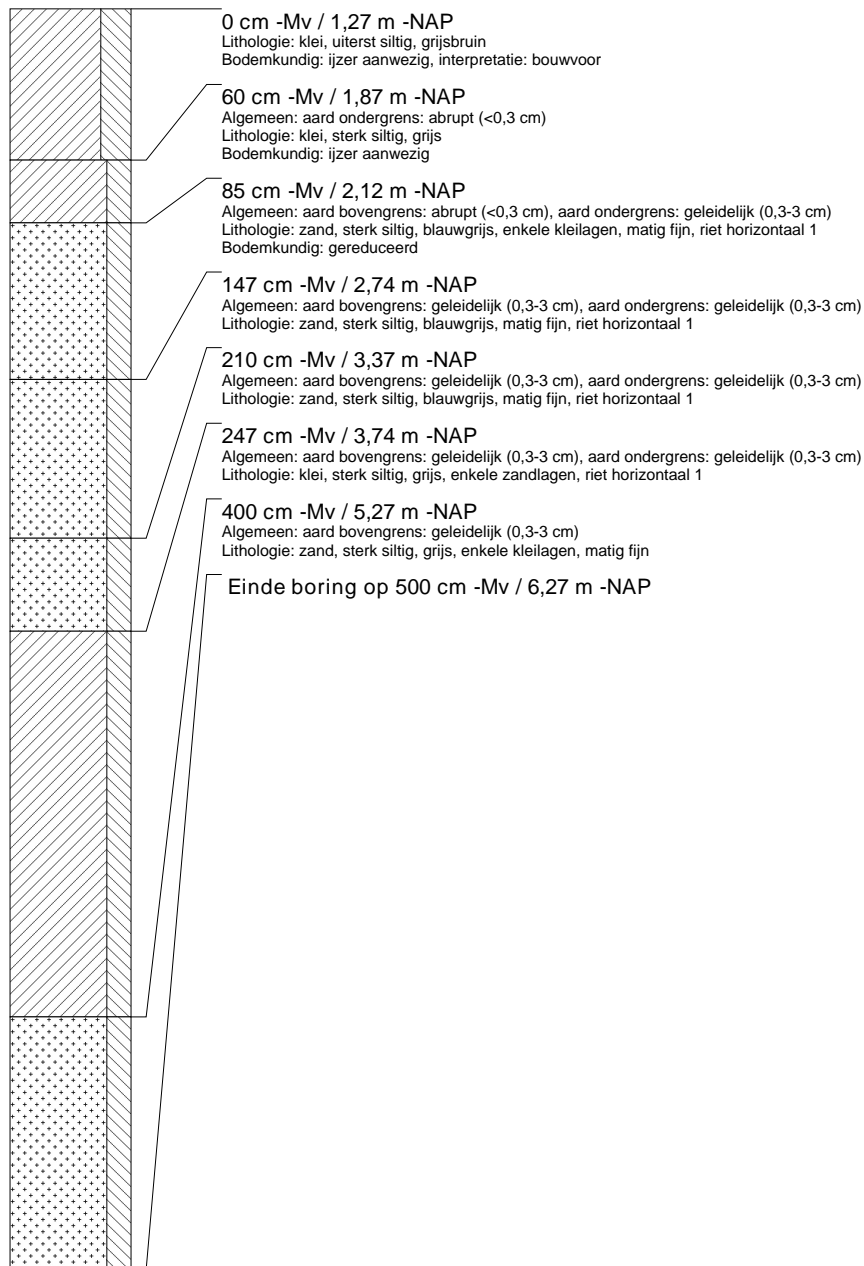 0 cm -Mv / 1,27 m -NAP
Lithologie: klei, uiterst siltig, grijsbruin
Bodemkundig: ijzer aanwezig, interpretatie: bouwvoor
60 cm -Mv / 1,87 m -NAP
Algemeen: aard ondergrens: abrupt (<0,3 cm)
Lithologie: klei, sterk siltig, grijs
Bodemkundig: ijzer aanwezig
85 cm -Mv / 2,12 m -NAP
Algemeen: aard bovengrens: abrupt (<0,3 cm), aard ondergrens: geleidelijk (0,3-3 cm)
Lithologie: zand, sterk siltig, blauwgrijs, enkele kleilagen, matig fijn, riet horizontaal 1
Bodemkundig: gereduceerd
147 cm -Mv / 2,74 m -NAP
Algemeen: aard bovengrens: geleidelijk (0,3-3 cm), aard ondergrens: geleidelijk (0,3-3 cm)
Lithologie: zand, sterk siltig, blauwgrijs, matig fijn, riet horizontaal 1
210 cm -Mv / 3,37 m -NAP
Algemeen: aard bovengrens: geleidelijk (0,3-3 cm), aard ondergrens: geleidelijk (0,3-3 cm)
Lithologie: zand, sterk siltig, blauwgrijs, matig fijn, riet horizontaal 1
247 cm -Mv / 3,74 m -NAP
Algemeen: aard bovengrens: geleidelijk (0,3-3 cm), aard ondergrens: geleidelijk (0,3-3 cm)
Lithologie: klei, sterk siltig, grijs, enkele zandlagen, riet horizontaal 1
400 cm -Mv / 5,27 m -NAP
Algemeen: aard bovengrens: geleidelijk (0,3-3 cm)
Lithologie: zand, sterk siltig, grijs, enkele kleilagen, matig fijn
Einde boring op 500 cm -Mv / 6,27 m -NAP